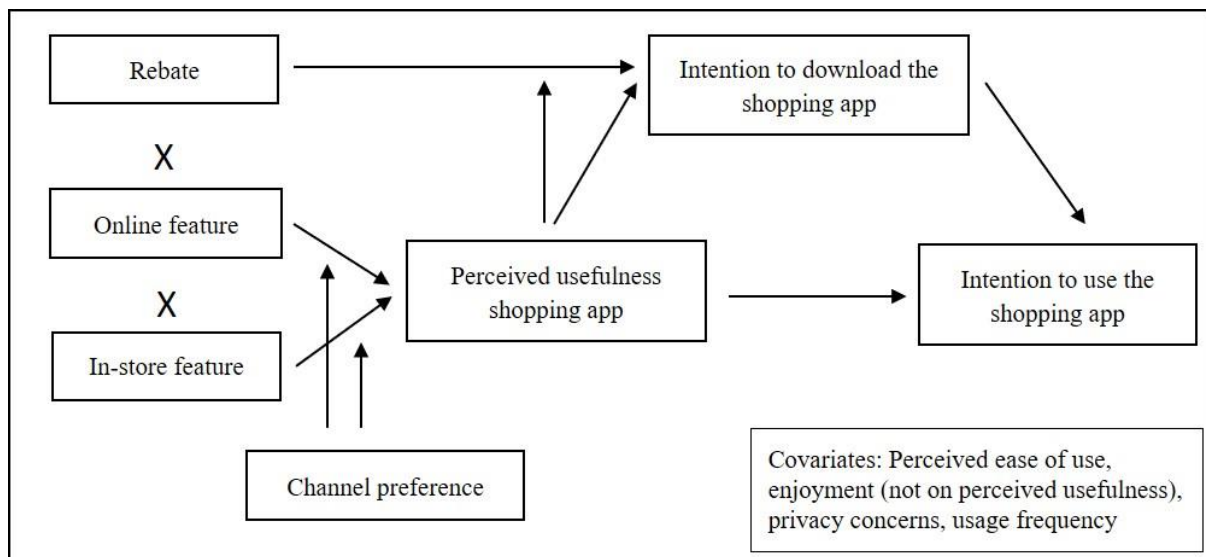 Rebate
Intention to download the
shopping app
X
Online feature
Perceived usefulness
shopping app
Intention to use the
shopping app
X
In-store feature
Channel preference
Covariates: Perceived ease of use,
enjoyment (not on perceived usefulness),
privacy concerns, usage frequency